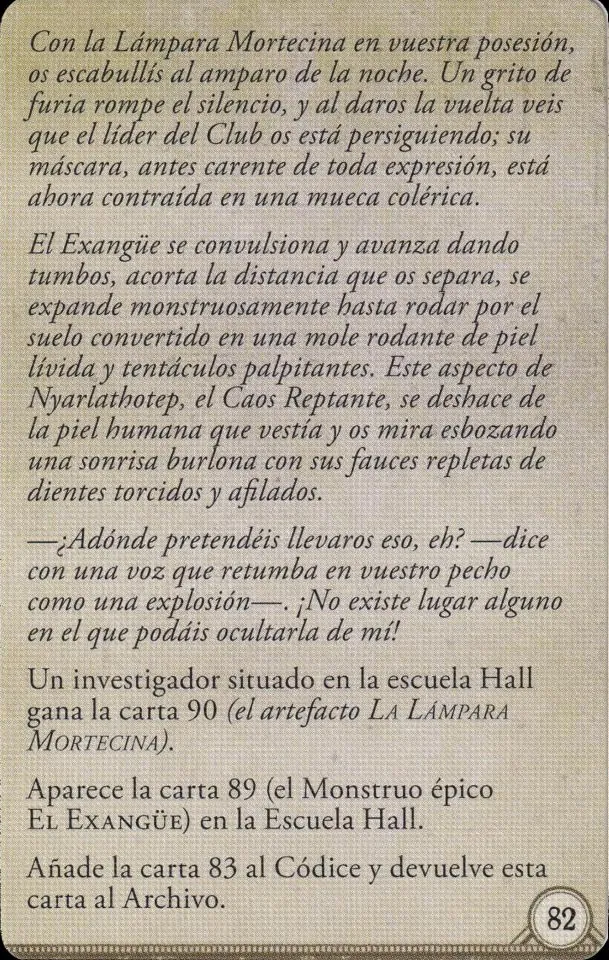 Con la Lámpara Mortecina en vuestra posesión,
os escabullís al amparo de la noche. Un grito de
furia rompe el silencio, y al daros la vuelta veis
que el líder del Club os está persiguiendo; su
máscara, antes carente de toda expresión, está
ahora contraída en una mueca colérica.
El Exangüe se convulsiona y avanza dando
tumbos, acorta la distancia que os separa, se
expande monstruosamente hasta rodar por el
suelo convertido en una mole rodante de piel
lívida y tentáculos palpitantes. Este aspecto de
Nyarlathotep, el Caos Reptante, se deshace de
la piel humana que vestía y os mira esbozando
una sonrisa burlona con sus fauces repletas de
dientes torcidos y afilados.
—¿Adónde pretendéis llevaros eso, eh? —dice
con una voz que retumba en vuestro pecho
como una explosión—. ¡No existe lugar alguno
en el que podáis ocultarla de mí!
Un investigador situado en la escuela Hall
gana la carta 90 (el artefacto LA LÁMPARA
MORTECINA).
Aparece la carta 89 (el Monstruo épico
EL EXANGÜE) en la Escuela Hall.
Añade la carta 83 al Códice y devuelve esta
carta al Archivo.
82